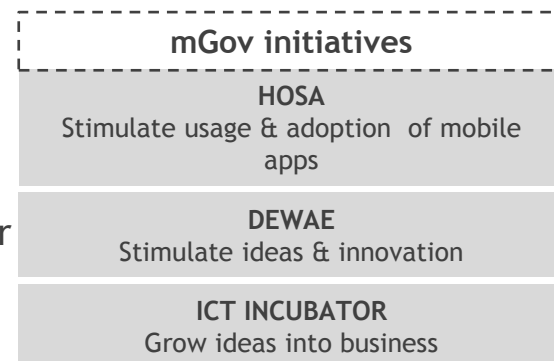 mGov initiatives
HOSA
Stimulate usage & adoption of mobile
apps
r
DEWAE
Stimulate ideas & innovation
ICT INCUBATOR
Grow ideas into business